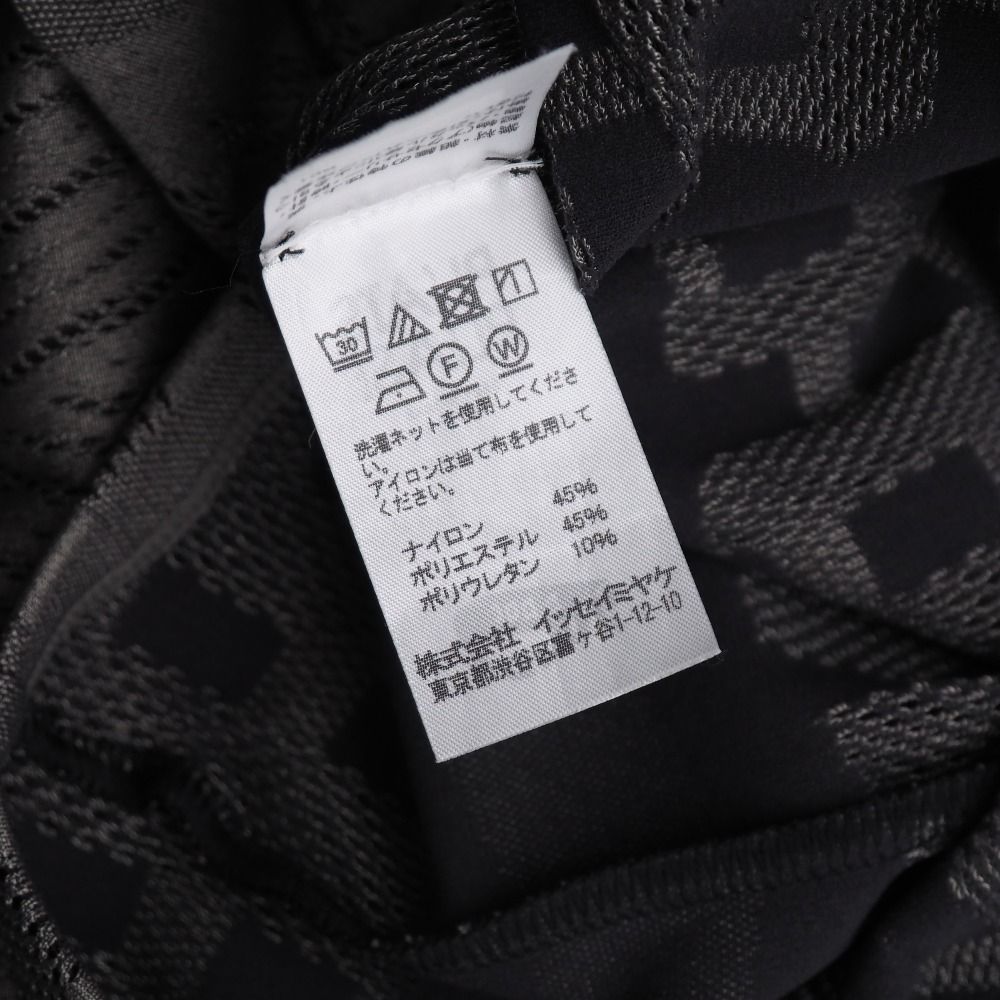 30
F W
洗濯ネットを使用してくださ
い。
アイロンは当て布を使用して
ください。
ナイロン 45%
ポリエステル 45%
ポリウレタン 10%
株式会社 イッセイミヤケ
東京都渋谷区富ヶ谷1-12-10